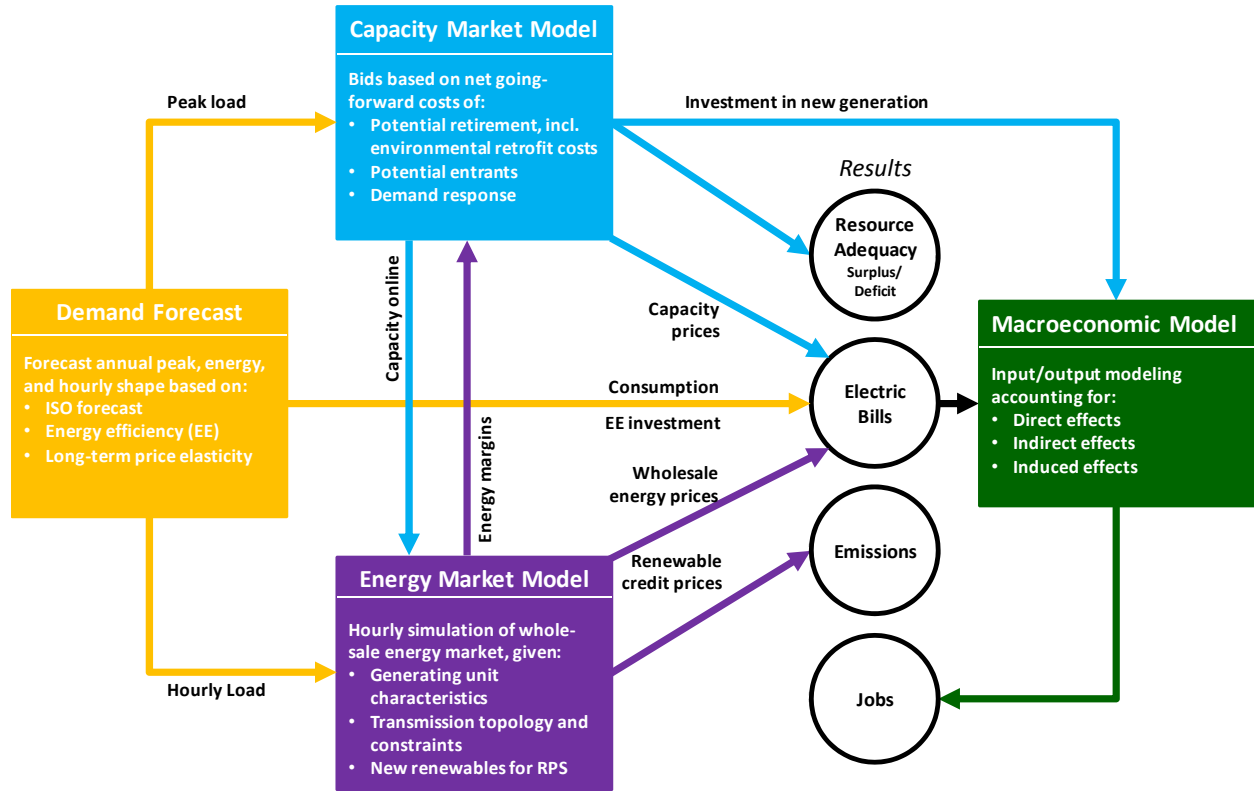 Capacity Market Model
Bids based on net going-
forward costs of:
• Potential retirement, incl.
environmental retrofit costs
• Potential entrants
• Demand response
Peak load
Investment in new generation
Results
Resource
Adequacy
Surplus/
Deficit
Capacity online
Energy margins
Capacity
prices
Demand Forecast
Forecast annual peak, energy,
and hourly shape based on:
• ISO forecast
• Energy efficiency (EE)
• Long-term price elasticity
Consumption
EE investment
Electric
Bills
Macroeconomic Model
Input/output modeling
accounting for:
• Direct effects
• Indirect effects
• Induced effects
Wholesale
energy prices
Renewable
credit prices
Emissions
Energy Market Model
Hourly simulation of whole-
sale energy market, given:
• Generating unit
characteristics
• Transmission topology and
constraints
• New renewables for RPS
Hourly Load
Jobs